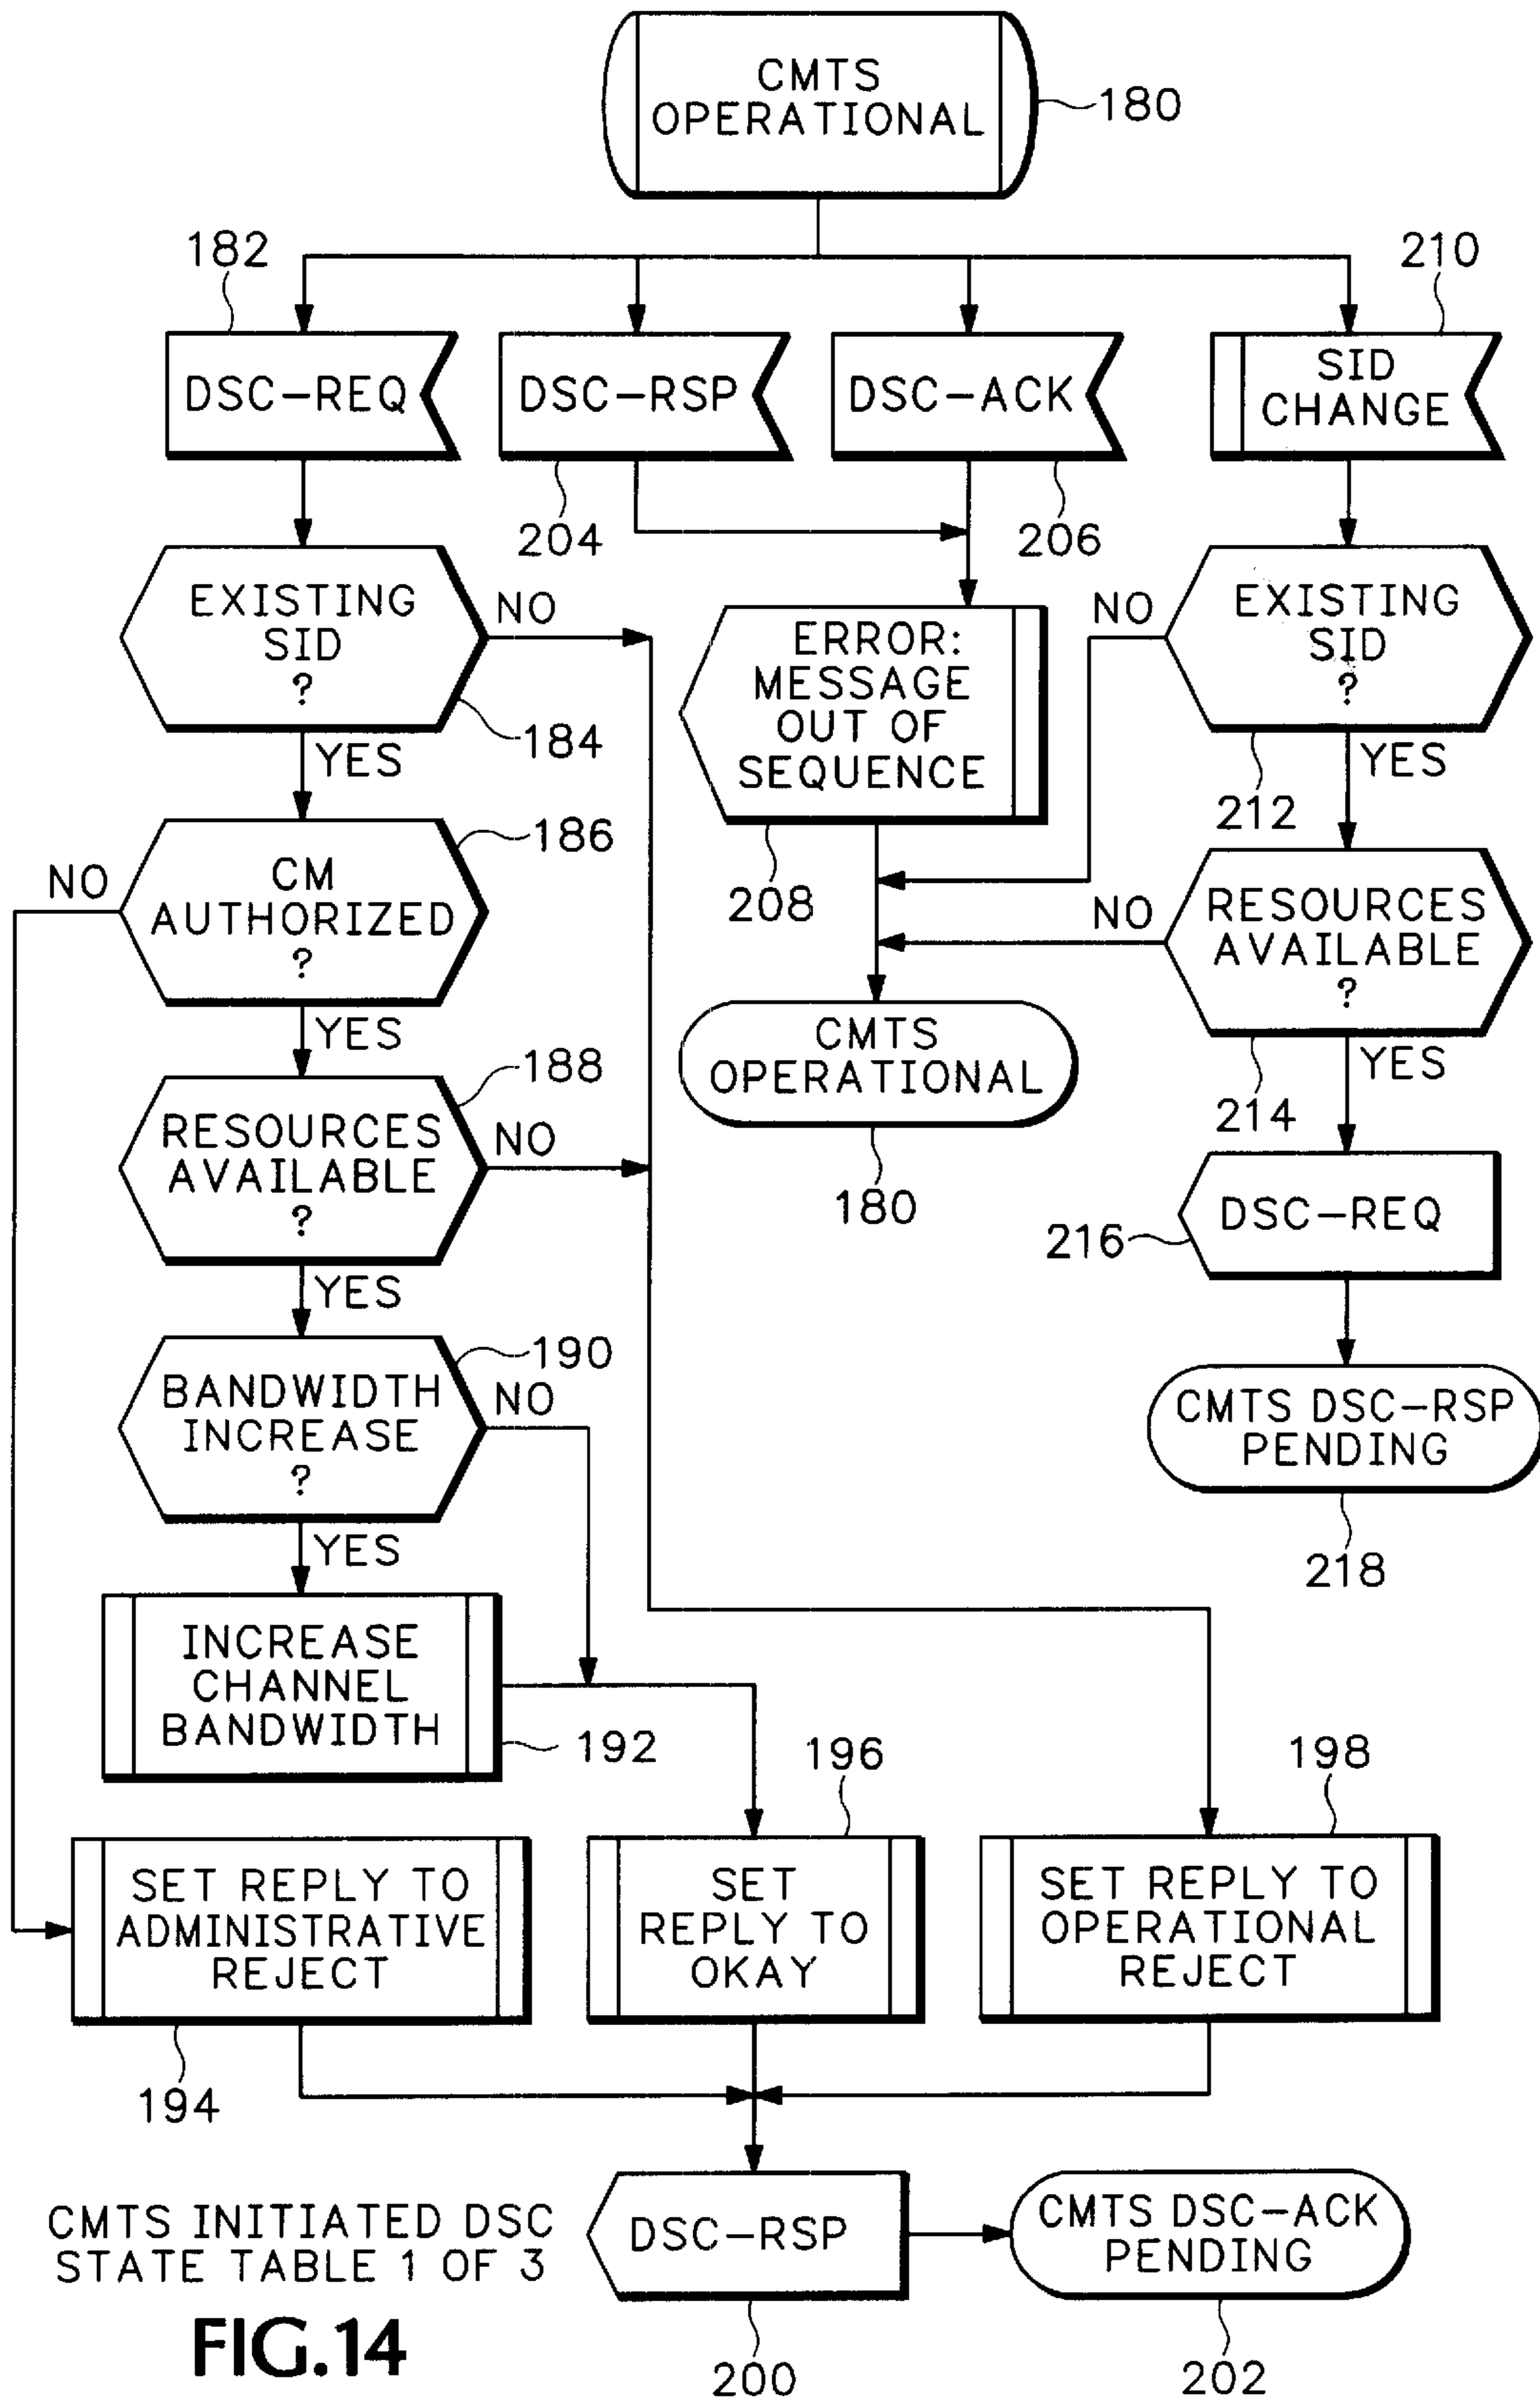 CMTS
OPERATIONAL
180
182
210
DSC-REQ
DSC-RSP
DSC-ACK
SID
CHANGE
204
206
EXISTING
SID
?
NO
184
YES
ERROR:
MESSAGE
OUT OF
SEQUENCE
208
NO
EXISTING
SID
?
212
YES
186
NO
CM
AUTHORIZED
?
YES
NO
RESOURCES
AVAILABLE
?
214
YES
CMTS
OPERATIONAL
180
188
RESOURCES
AVAILABLE
?
NO
YES
216
DSC-REQ
190
BANDWIDTH
INCREASE
?
NO
YES
CMTS DSC-RSP
PENDING
218
INCREASE
CHANNEL
BANDWIDTH
192
196
198
SET REPLY TO
ADMINISTRATIVE
REJECT
194
SET
REPLY TO
OKAY
SET REPLY TO
OPERATIONAL
REJECT
CMTS INITIATED DSC
STATE TABLE 1 OF 3
DSC-RSP
200
CMTS DSC-ACK
PENDING
202
FIG.14